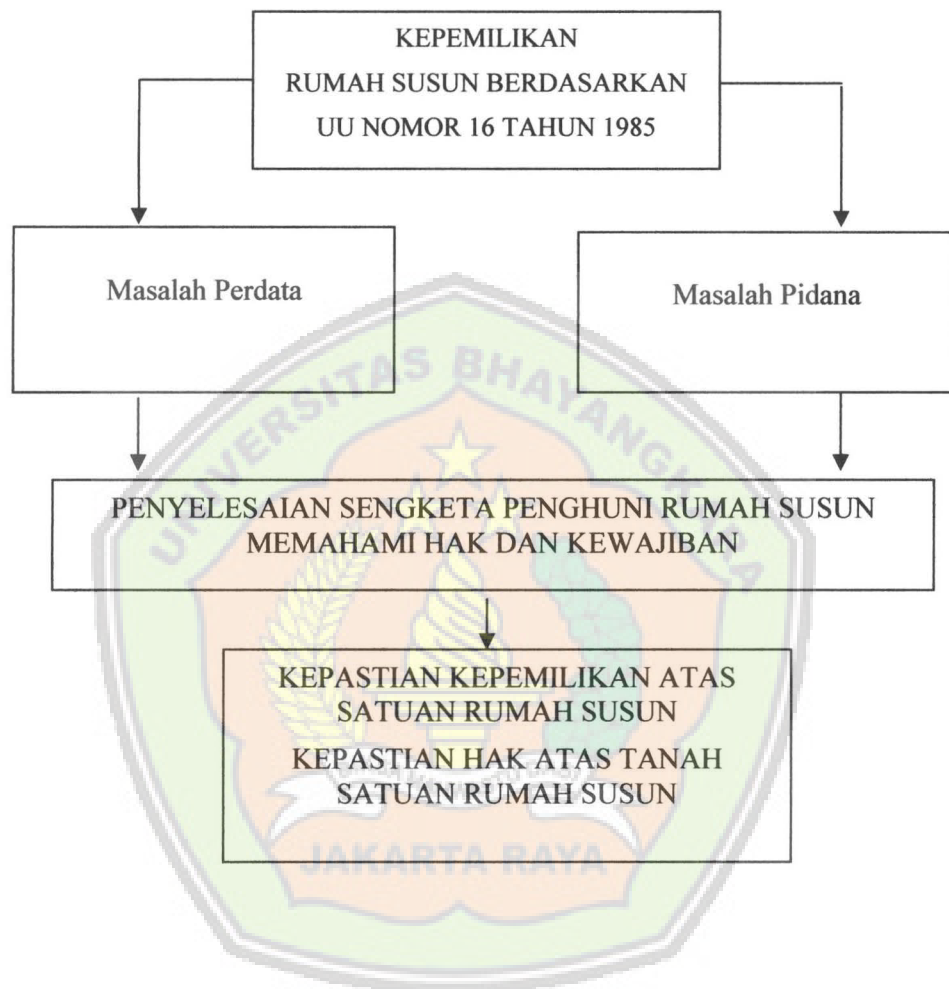 KEPEMILIKAN
RUMAH SUSUN BERDASARKAN
UU NOMOR 16 TAHUN 1985
Masalah Perdata
Masalah Pidana
UNIVERSITAS BHAYANGKARA
PENYELESAIAN SENGKETA PENGHUNI RUMAH SUSUN
MEMAHAMI HAK DAN KEWAJIBAN
KEPASTIAN KEPEMILIKAN ATAS
SATUAN RUMAH SUSUN
KEPASTIAN HAK ATAS TANAH
SATUAN RUMAH SUSUN
JAKARTA RAYA